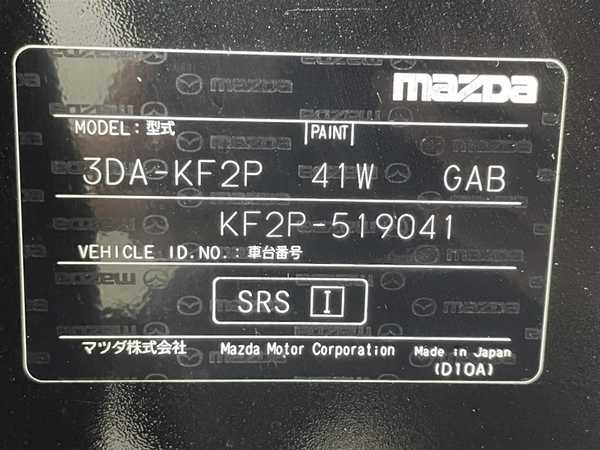 mazda
MODEL:型式 PAINT
3DA-KF2P 41W GAB
KF2P-519041
VEHICLE ID.NO.:車台番号
SRS I
マツダ株式会社 Mazda Motor Corporation Made in Japan
(D10A)